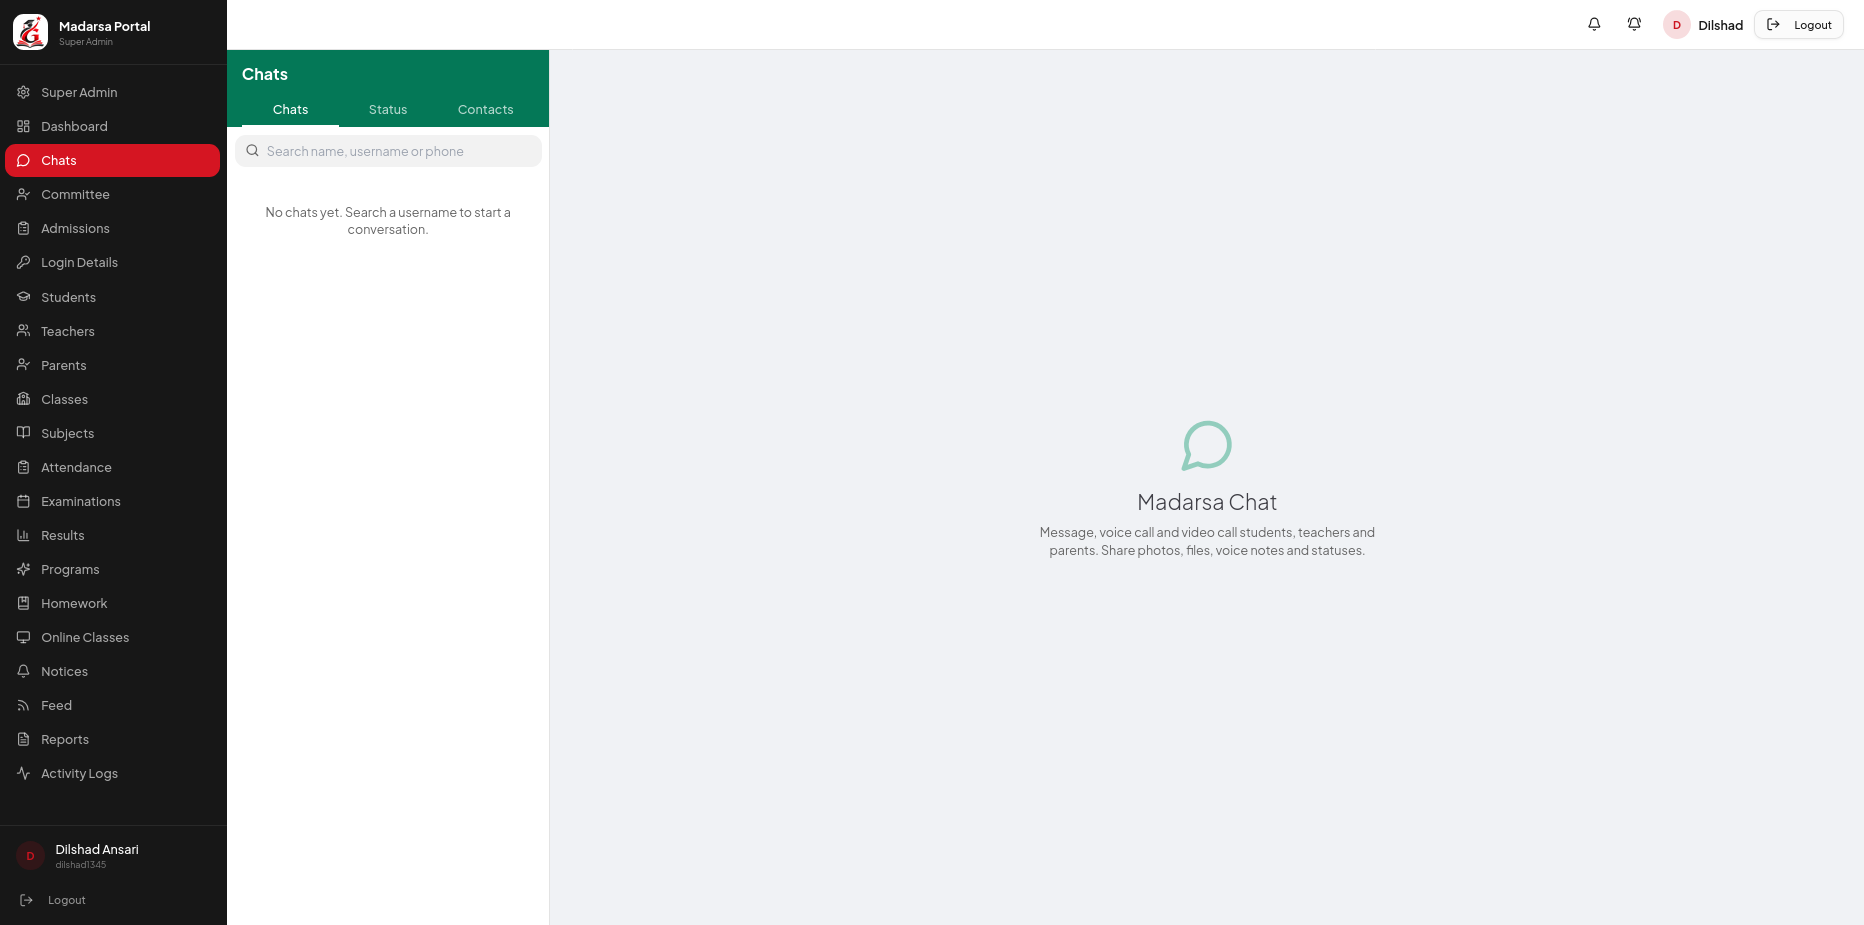 Madarsa Portal
Super Admin
Super Admin
Dashboard
Chats
Committee
Admissions
Login Details
Students
Teachers
Parents
Classes
Subjects
Attendance
Examinations
Results
Programs
Homework
Online Classes
Notices
Feed
Reports
Activity Logs
D
Dilshad Ansari
dilshad1345
Logout
D
Dilshad
Logout
Chats
Chats
Status
Contacts
Search name, username or phone
No chats yet. Search a username to start a
conversation.
Madarsa Chat
Message, voice call and video call students, teachers and
parents. Share photos, files, voice notes and statuses.